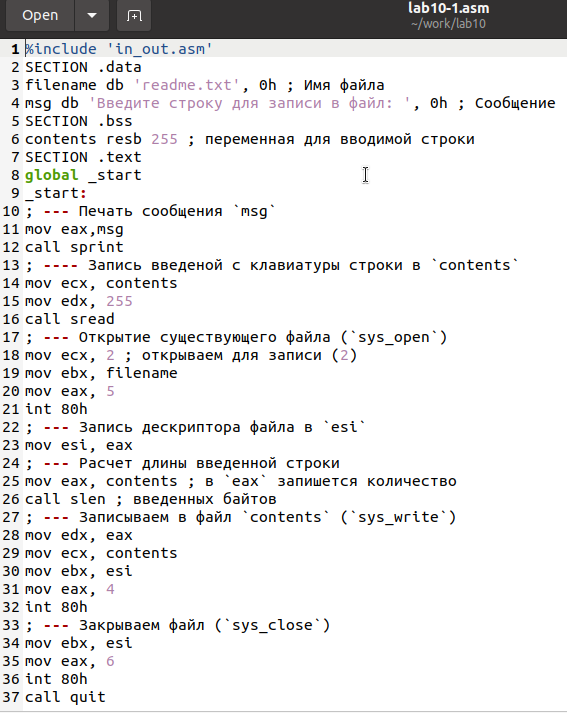 Open
lab10-1.asm
~/work/lab10
1 %include 'in_out.asm'
2 SECTION .data
3 filename db 'readme.txt', 0h ; Имя файла
4 msg db 'Введите строку для записи в файл: ', 0h ; Сообщение
5 SECTION .bss
6 contents resb 255 ; переменная для вводимой строки
7 SECTION .text
8 global _start
9 _start:
10 ; --- Печать сообщения `msg`
11 mov eax,msg
12 call sprint
13 ; ---- Запись введеной с клавиатуры строки в `contents`
14 mov ecx, contents
15 mov edx, 255
16 call sread
17 ; --- Открытие существующего файла (`sys_open`)
18 mov ecx, 2 ; открываем для записи (2)
19 mov ebx, filename
20 mov eax, 5
21 int 80h
22 ; --- Запись дескриптора файла в `esi`
23 mov esi, eax
24 ; --- Расчет длины введенной строки
25 mov eax, contents ; в `eax` запишется количество
26 call slen ; введенных байтов
27 ; --- Записываем в файл `contents` (`sys_write`)
28 mov edx, eax
29 mov ecx, contents
30 mov ebx, esi
31 mov eax, 4
32 int 80h
33 ; --- Закрываем файл (`sys_close`)
34 mov ebx, esi
35 mov eax, 6
36 int 80h
37 call quit